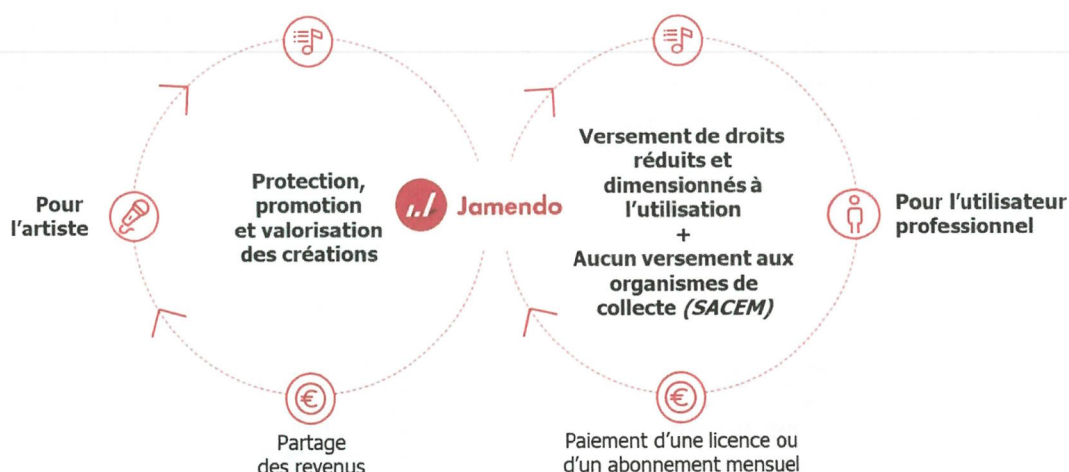 Pour
l'artiste
Protection,
promotion
et valorisation
des créations
Jamendo
Versement de droits
réduits et
dimensionnés à
l'utilisation
+
Aucun versement aux
organismes de
collecte (SACEM)
Pour l'utilisateur
professionnel
Partage
des revenus
Paiement d'une licence ou
d'un abonnement mensuel